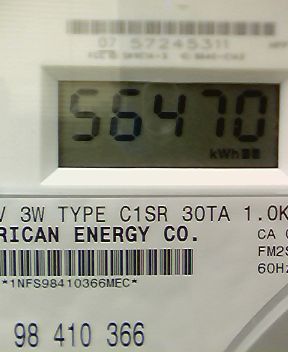 07 57245311
56470
kWh
V 3W TYPE C1SR 30TA 1.0K
RICAN ENERGY CO.
CA
FM2S
60Hz
*1NFS98410366MEC*
98 410 366